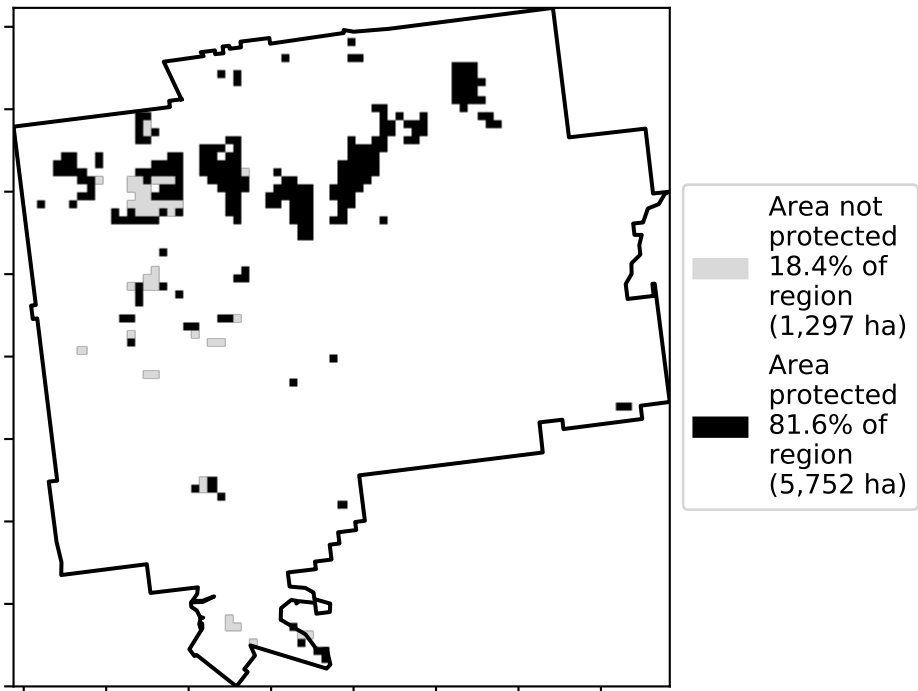 Area not
protected
18.4% of
region
(1,297 ha)
Area
protected
81.6% of
region
(5,752 ha)